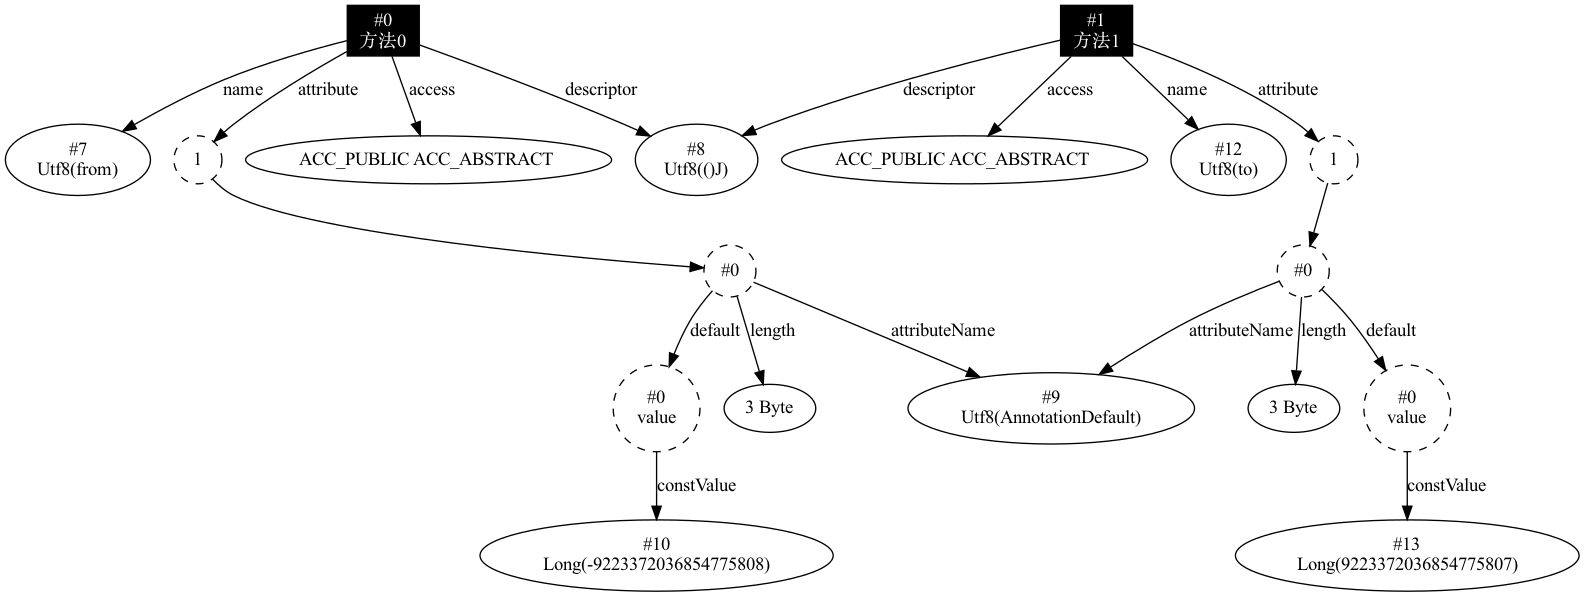 #0
方法0
#1
方法1
name
attribute
access
descriptor
descriptor
access
name
attribute
#7
Utf8(from)
1
ACC_PUBLIC ACC_ABSTRACT
#8
Utf8(()J)
ACC_PUBLIC ACC_ABSTRACT
#12
Utf8(to)
1
#0
#0
default
length
attributeName
attributeName
length
default
#0
value
3 Byte
#9
Utf8(AnnotationDefault)
3 Byte
#0
value
constValue
constValue
#10
Long(-9223372036854775808)
#13
Long(9223372036854775807)